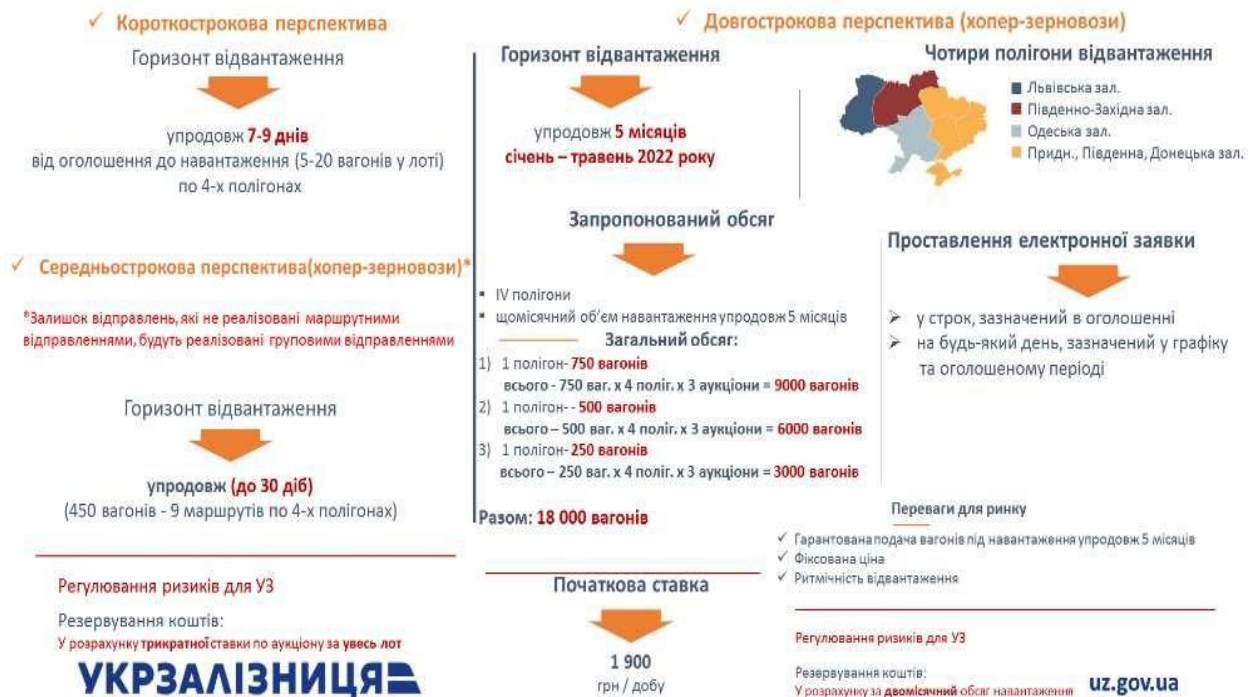 ✓ Короткострокова перспектива
Горизонт відвантаження
упродовж 7-9 днів
від оголошення до навантаження (5-20 вагонів у лоті)
по 4-х полігонах
✓ Середньострокова перспектива(хопер-зерновози)*
*Залишок відправлень, які не реалізовані маршрутними
відправленнями, будуть реалізовані груповими відправленнями
Горизонт відвантаження
упродовж (до 30 діб)
(450 вагонів - 9 маршрутів по 4-х полігонах)
Регулювання ризиків для УЗ
Резервування коштів:
У розрахунку трикратної ставки по аукціону за увесь лот
УКРЗАЛІЗНИЦЯ
✓ Довгострокова перспектива (хопер-зерновози)
Горизонт відвантаження
упродовж 5 місяців
січень – травень 2022 року
Чотири полігони відвантаження
Львівська зал.
Південно-Західна зал.
Одеська зал.
Придн., Південна, Донецька зал.
Запропонований обсяг
▪ IV полігони
▪ щомісячний об’єм навантаження упродовж 5 місяців
Загальний обсяг:
1) 1 полігон- 750 вагонів
всього - 750 ваг. х 4 поліг. х 3 аукціони = 9000 вагонів
2) 1 полігон- - 500 вагонів
всього – 500 ваг. х 4 поліг. х 3 аукціони = 6000 вагонів
3) 1 полігон- 250 вагонів
всього – 250 ваг. х 4 поліг. х 3 аукціони = 3000 вагонів
Разом: 18 000 вагонів
Проставлення електронної заявки
➢ у строк, зазначений в оголошенні
➢ на будь-який день, зазначений у графіку
та оголошеному періоді
Переваги для ринку
✓ Гарантована подача вагонів під навантаження упродовж 5 місяців
✓ Фіксована ціна
✓ Ритмічність відвантаження
Початкова ставка
1 900
грн / добу
Регулювання ризиків для УЗ
Резервування коштів:
У розрахунку за двомісячний обсяг навантаження
uz.gov.ua